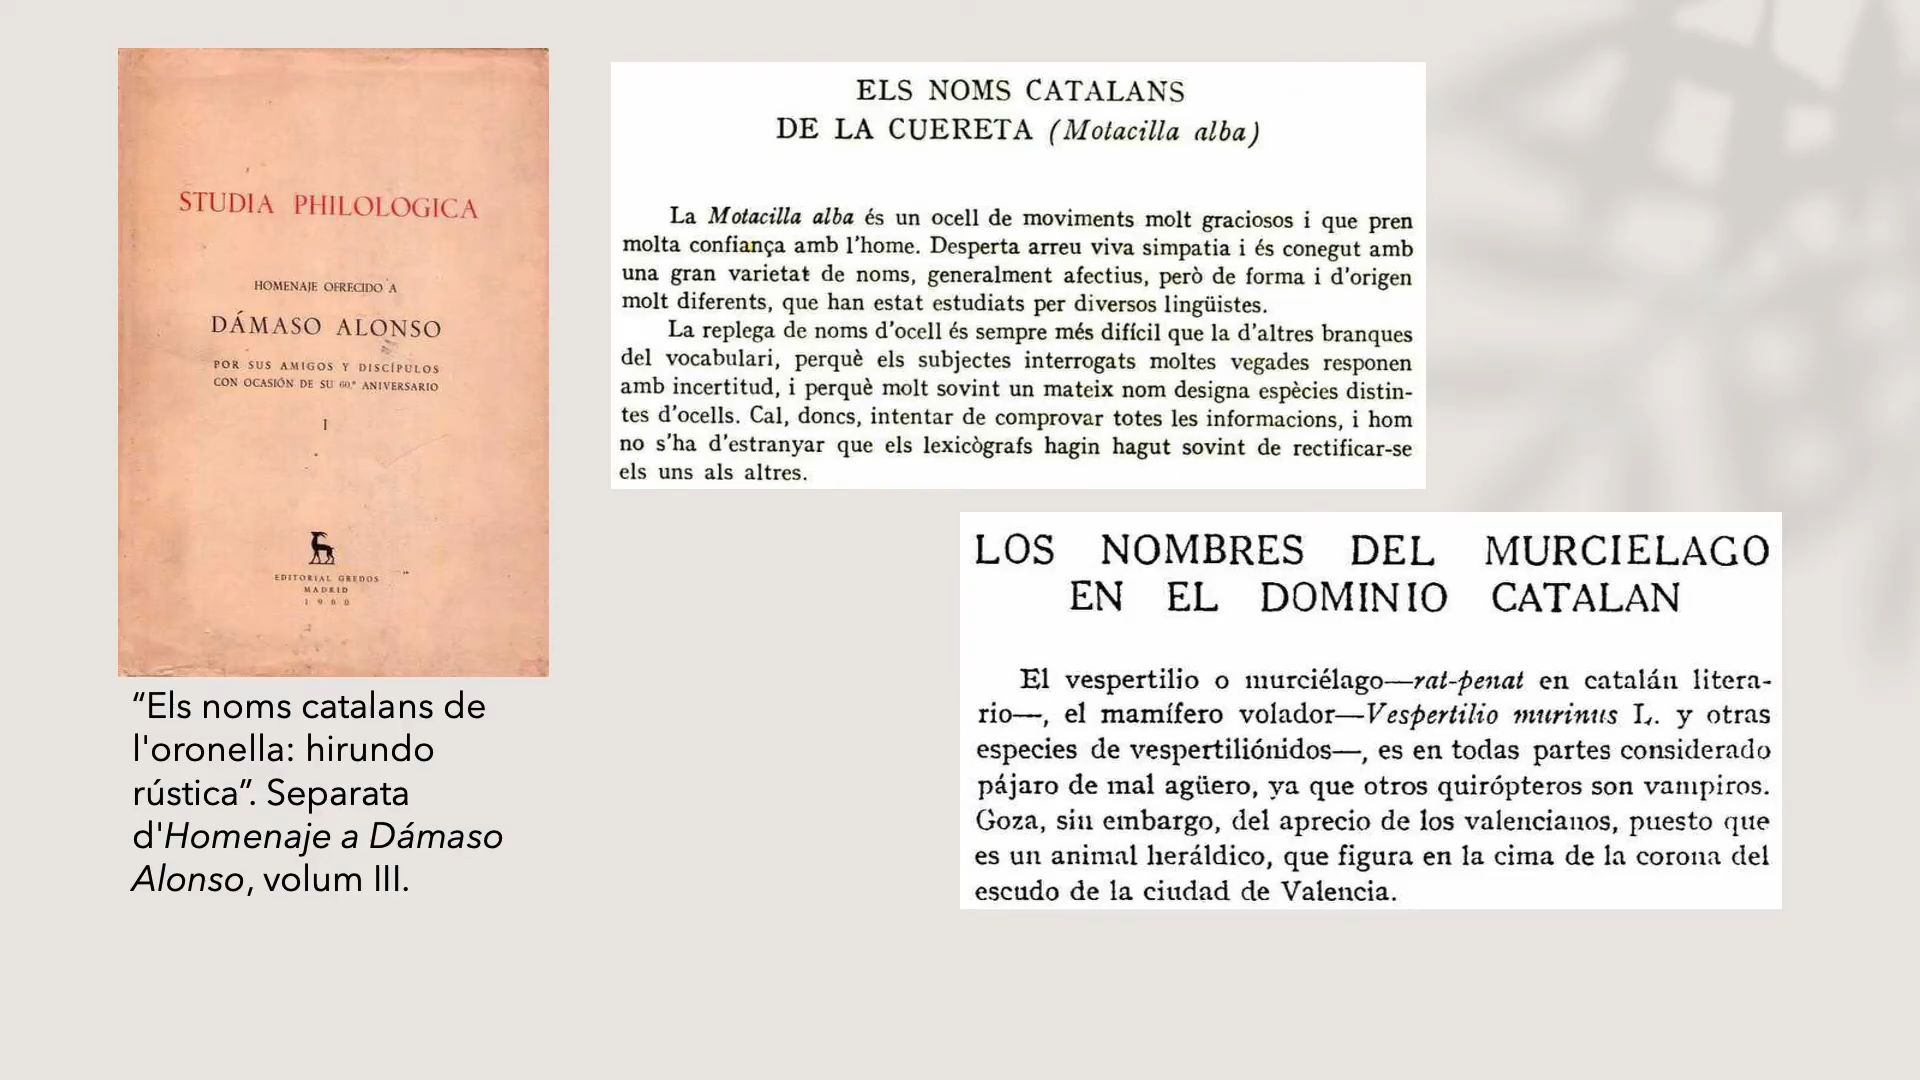 STUDIA PHILOLOGICA
HOMENAJE OFRECIDO A
DÁMASO ALONSO
POR SUS AMIGOS Y DISCÍPULOS
CON OCASIÓN DE SU 60.º ANIVERSARIO
I
EDITORIAL GREDOS
MADRID
1960
“Els noms catalans de
l'oronella: hirundo
rústica”. Separata
d'Homenaje a Dámaso
Alonso, volum III.
ELS NOMS CATALANS
DE LA CUERETA (Motacilla alba)
La Motacilla alba és un ocell de moviments molt graciosos i que pren
molta confiança amb l'home. Desperta arreu viva simpatia i és conegut amb
una gran varietat de noms, generalment afectius, però de forma i d'origen
molt diferents, que han estat estudiats per diversos lingüistes.
La replega de noms d'ocell és sempre més difícil que la d'altres branques
del vocabulari, perquè els subjectes interrogats moltes vegades responen
amb incertitud, i perquè molt sovint un mateix nom designa espècies distin-
tes d'ocells. Cal, doncs, intentar de comprovar totes les informacions, i hom
no s'ha d'estranyar que els lexicògrafs hagin hagut sovint de rectificar-se
els uns als altres.
LOS NOMBRES DEL MURCIELAGO
EN EL DOMINIO CATALAN
El vespertilio o murciélago—rat-penat en catalán litera-
rio—, el mamífero volador—Vespertilio murinus L. y otras
especies de vespertiliónidos—, es en todas partes considerado
pájaro de mal agüero, ya que otros quirópteros son vampiros.
Goza, sin embargo, del aprecio de los valencianos, puesto que
es un animal heráldico, que figura en la cima de la corona del
escudo de la ciudad de Valencia.